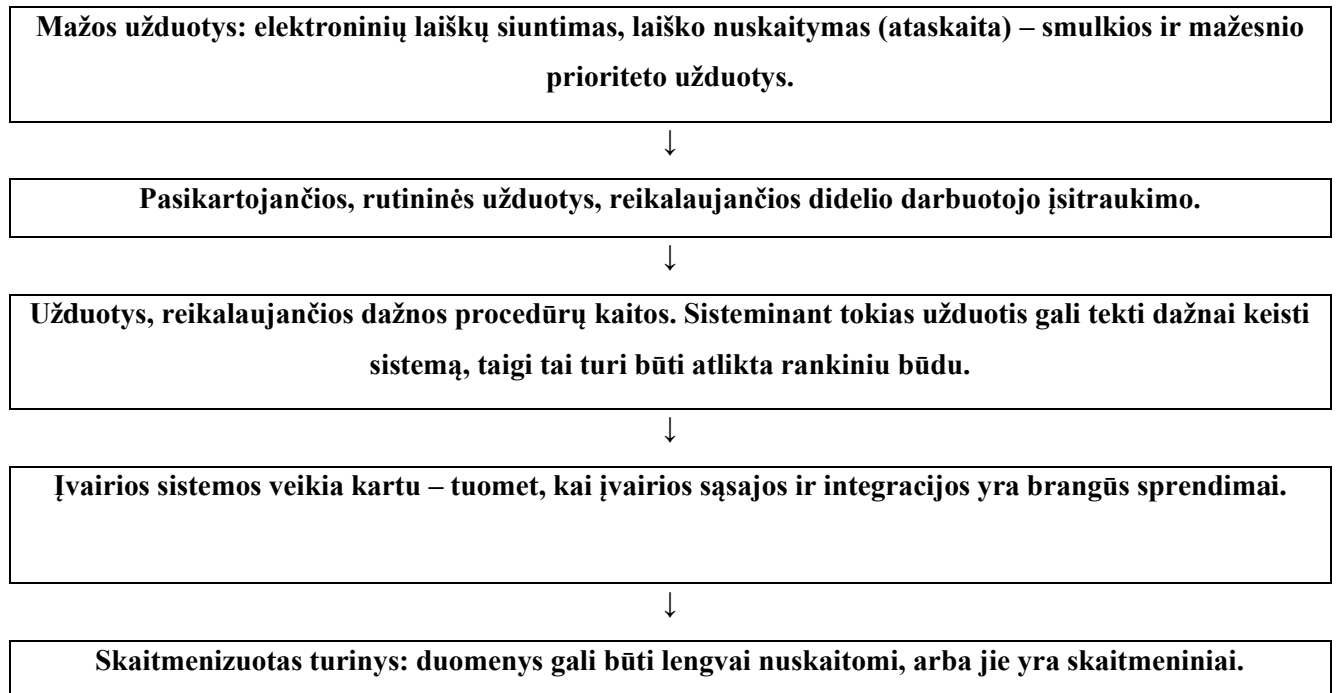 Mažos užduotys: elektroninių laiškų siuntimas, laiško nuskaitymas (ataskaita) – smulkios ir mažesnio
prioriteto užduotys.
↓
Pasikartojančios, rutininės užduotys, reikalaujančios didelio darbuotojo įsitraukimo.
↓
Užduotys, reikalaujančios dažnos procedūrų kaitos. Sisteminant tokias užduotis gali tekti dažnai keisti
sistemą, taigi tai turi būti atlikta rankiniu būdu.
↓
Įvairios sistemos veikia kartu – tuomet, kai įvairios sąsajos ir integracijos yra brangūs sprendimai.
↓
Skaitmenizuotas turinys: duomenys gali būti lengvai nuskaitomi, arba jie yra skaitmeniniai.